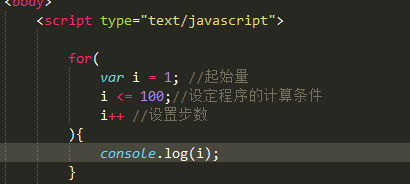 <body>
<script type="text/javascript">
for(
var i = 1; //起始量
i <= 100;//设定程序的计算条件
i++ //设置步数
){
console.log(i);
}